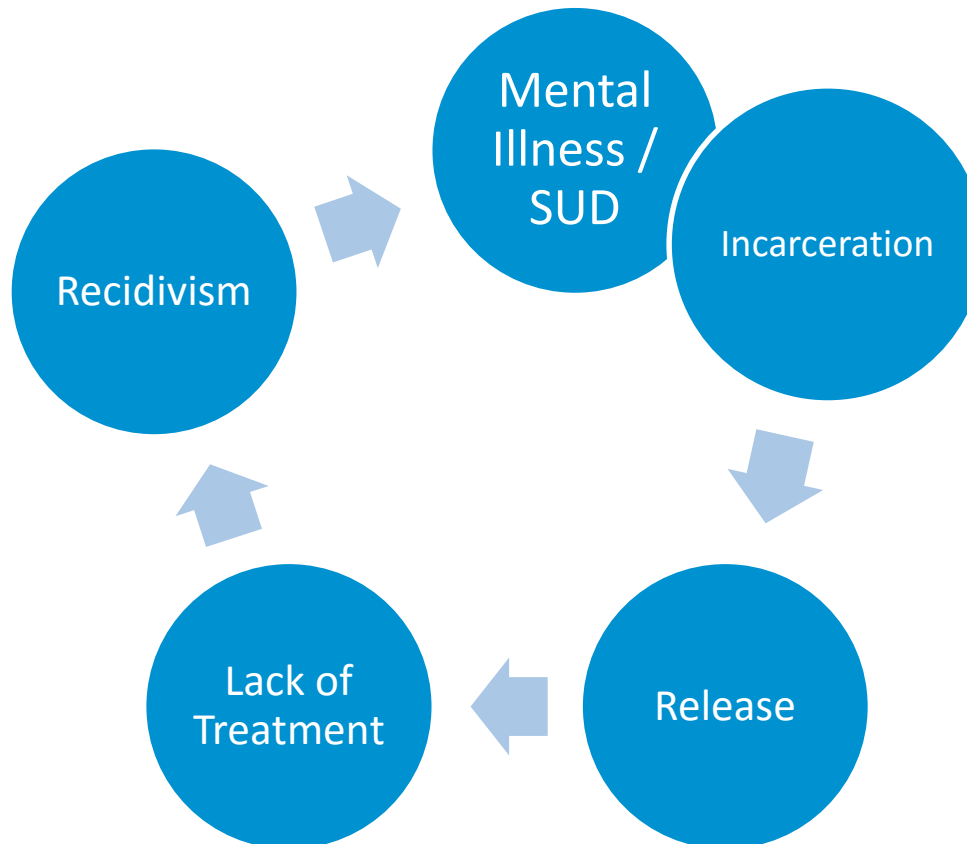 Mental
Illness /
SUD
Incarceration
Release
Lack of
Treatment
Recidivism